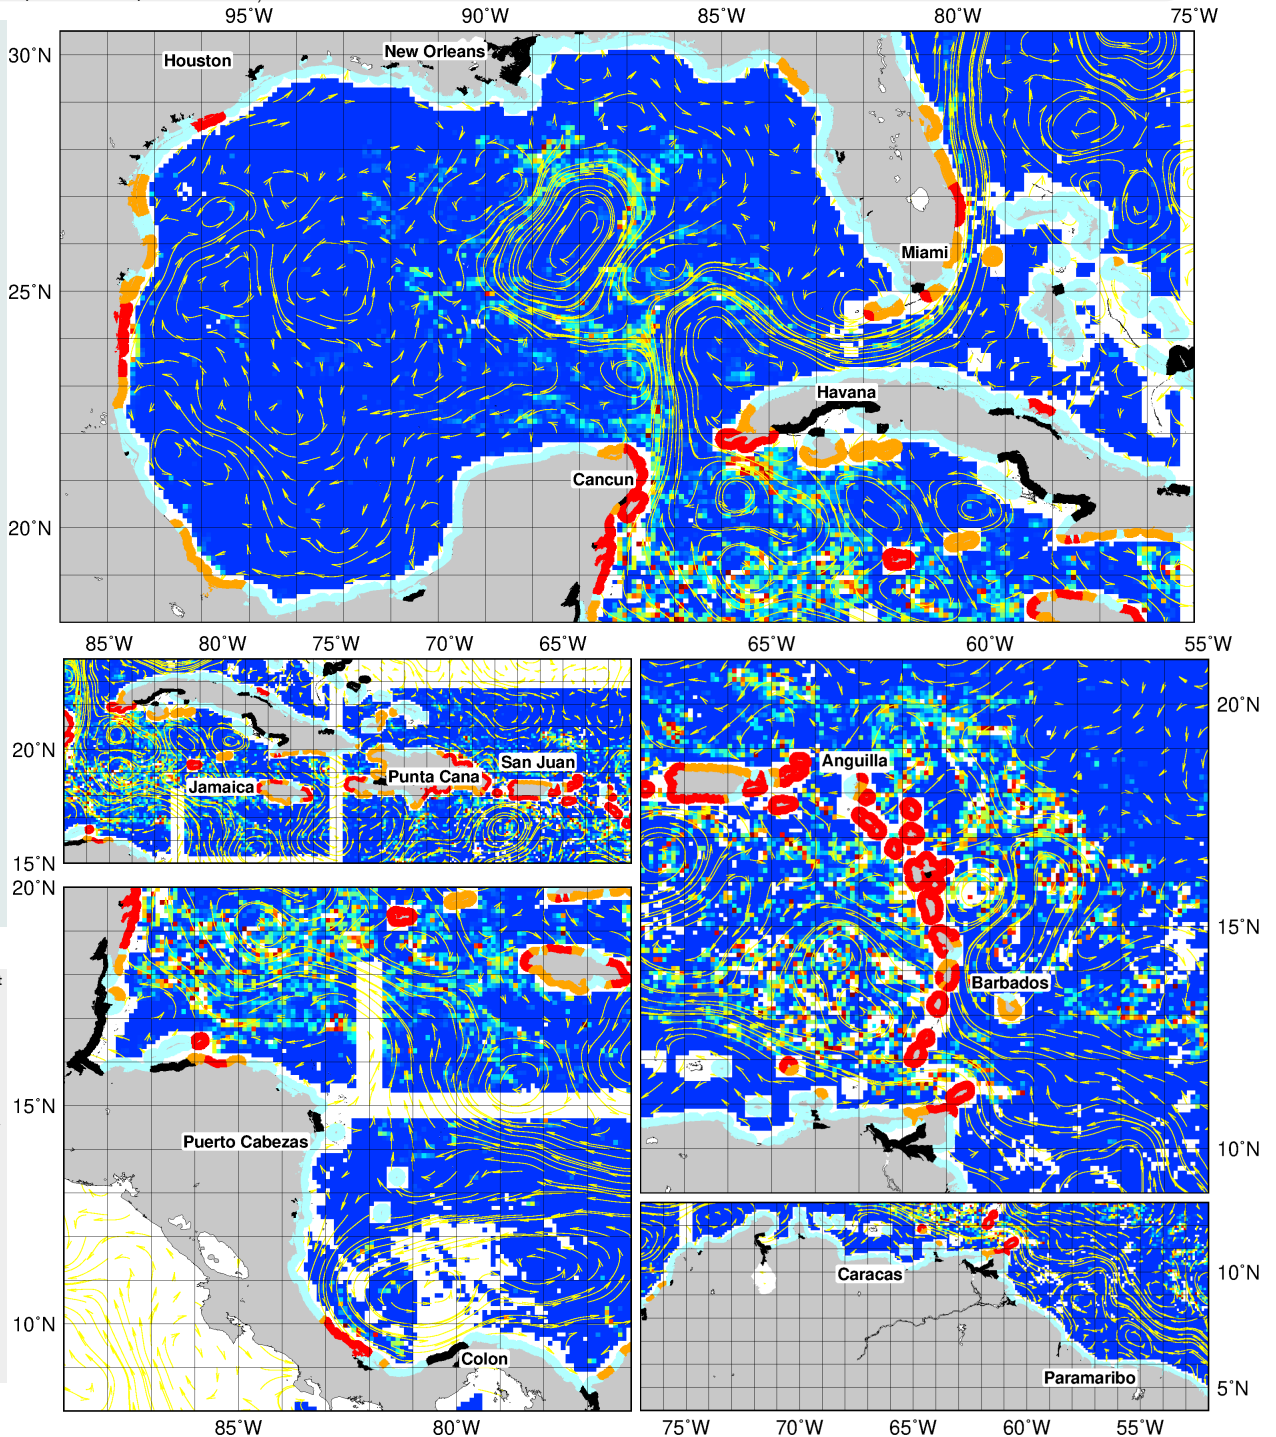 95°W 90°W 85°W 80°W 75°W
30°N
Houston
New Orleans
Miami
25°N
Havana
Cancun
20°N
85°W 80°W 75°W 70°W 65°W 65°W 60°W 55°W
20°N
Jamaica
Punta Cana
San Juan
15°N
20°N
Anguilla
15°N
Barbados
10°N
20°N
15°N
Puerto Cabezas
10°N
Colon
Caracas
10°N
Paramaribo
5°N
85°W 80°W 75°W 70°W 65°W 60°W 55°W